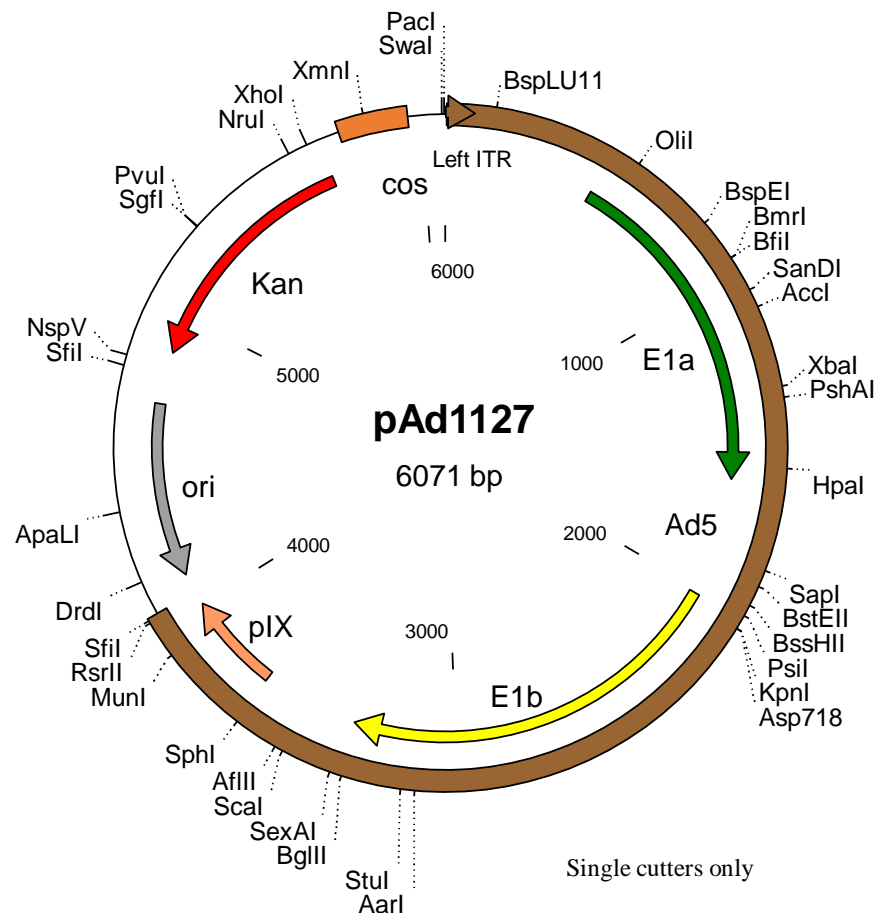 PacI
SwaI
BspLU11
OliI
BspEI
BmrI
BfiI
SanDI
AccI
XbaI
PshAI
HpaI
SapI
BstEII
BssHII
PsiI
KpnI
Asp718
AarI
StuI
BglII
SexAI
ScaI
AflII
SphI
MunI
RsrII
SfiI
DrdI
ApaLI
SfiI
NspV
SgfI
PvuI
NruI
XhoI
XmnI
Left ITR
cos
Kan
ori
pIX
E1b
E1a
Ad5
6000
1000
2000
3000
4000
5000
pAd1127
6071 bp
Single cutters only